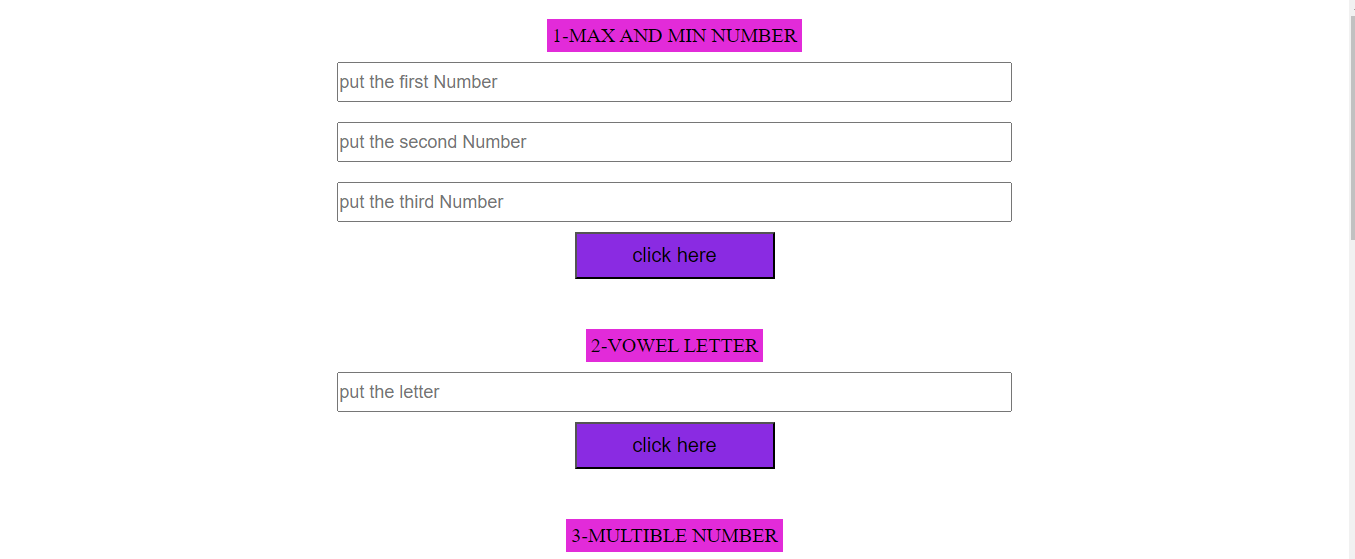 1-MAX AND MIN NUMBER
put the first Number
put the second Number
put the third Number
click here
2-VOWEL LETTER
put the letter
click here
3-MULTIBLE NUMBER